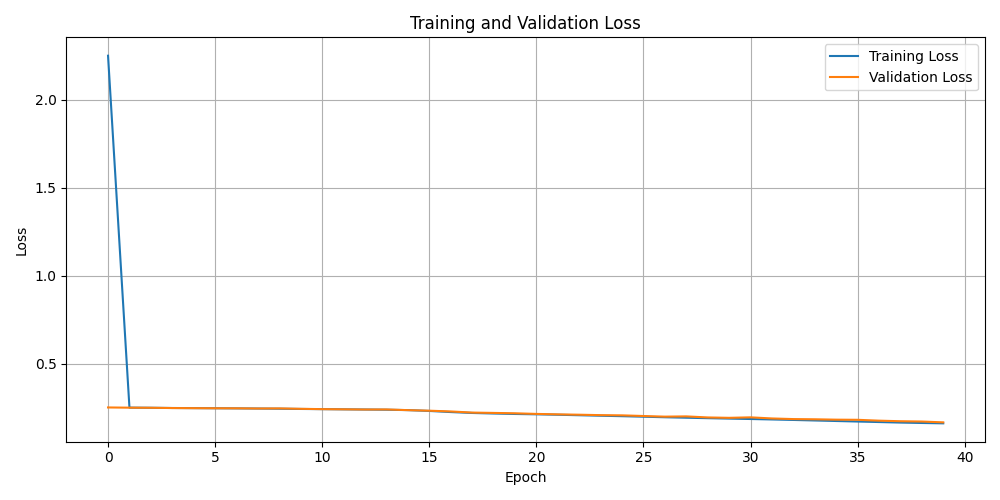 Training and Validation Loss
Training Loss
Validation Loss
2.0
1.5
1.0
0.5
Loss
0 5 10 15 20 25 30 35 40
Epoch